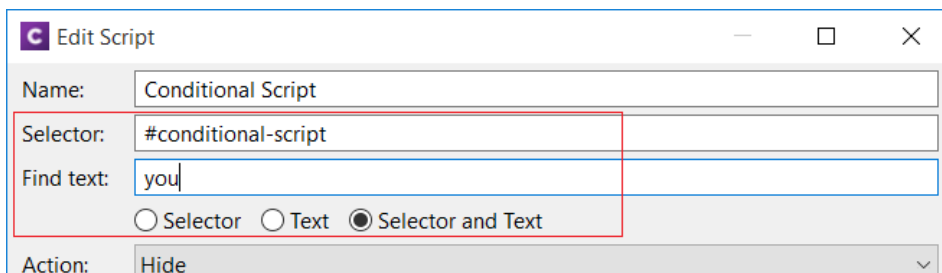 C Edit Script
Name: Conditional Script
Selector: #conditional-script
Find text: you
Selector Text Selector and Text
Action: Hide